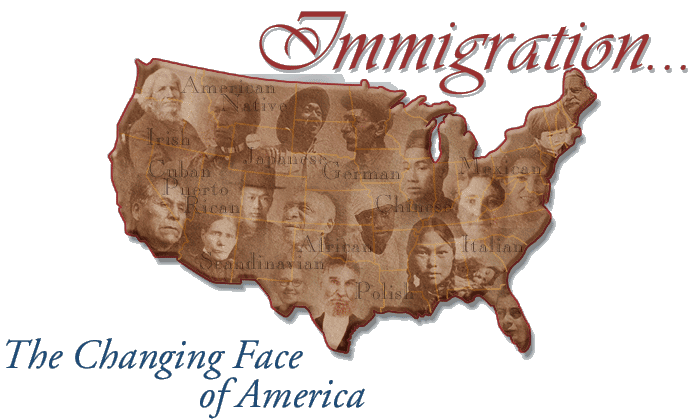 Immigration...
American
Native
Irish
Japanese
Cuban
German
Mexican
Puerto
Rican
Chinese
African
Italian
Scandinavian
Polish
The Changing Face
of America